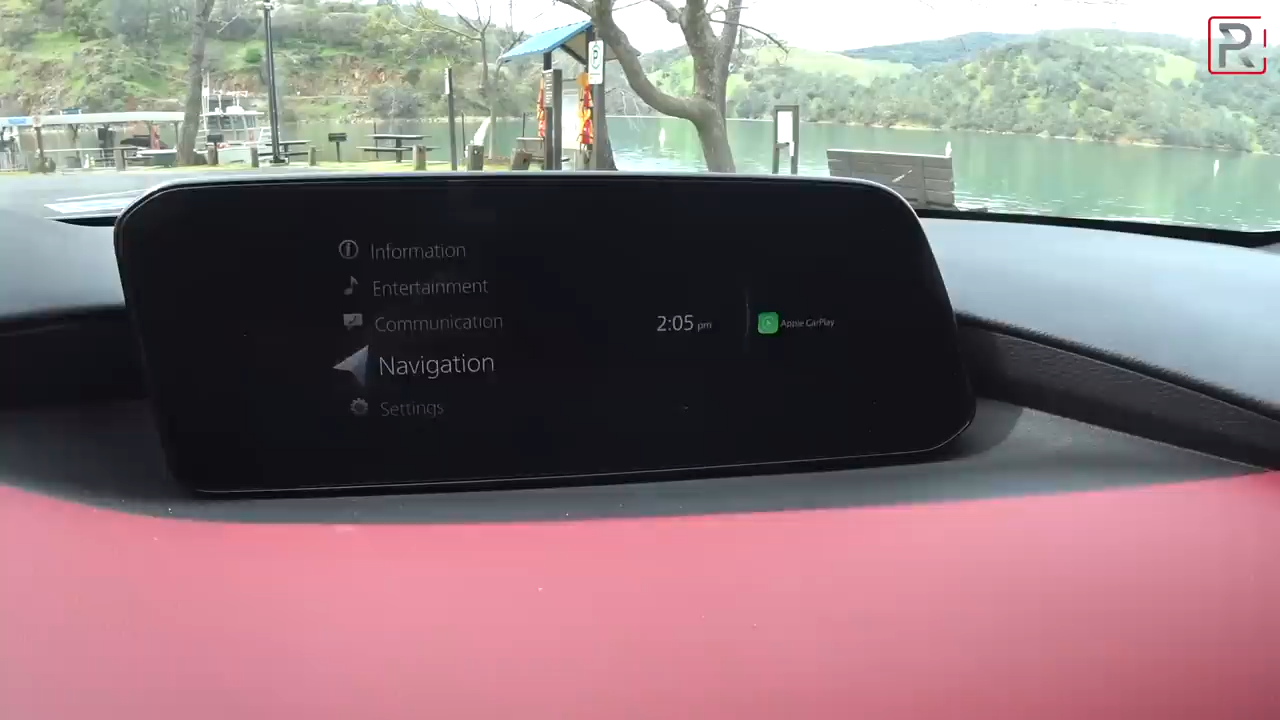 R
Information
Entertainment
Communication
Navigation
Settings
2:05 pm
Apple CarPlay